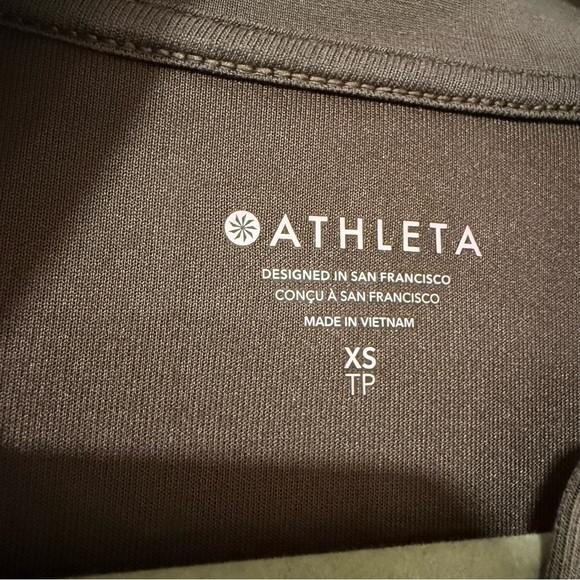 ATHLETA
DESIGNED IN SAN FRANCISCO
CONÇU À SAN FRANCISCO
MADE IN VIETNAM
XS
TP